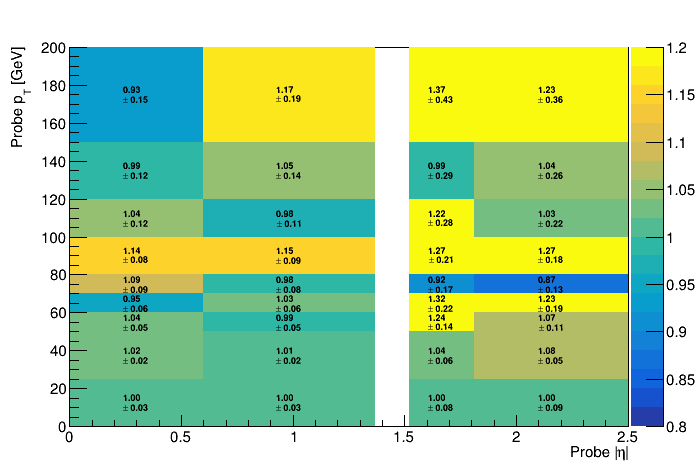 Probe p_T [GeV]
200
180
160
140
120
100
80
60
40
20
0
0.93 1.17 1.37 1.23
± 0.15 ± 0.19 ± 0.43 ± 0.36
0.99 1.05 0.99 1.04
± 0.12 ± 0.14 ± 0.29 ± 0.26
1.04 0.98 1.22 1.03
± 0.12 ± 0.11 ± 0.28 ± 0.22
1.14 1.15 1.27 1.27
± 0.08 ± 0.09 ± 0.21 ± 0.18
1.09 0.98 0.92 0.87
± 0.09 ± 0.08 ± 0.17 ± 0.13
0.95 1.03 1.32 1.23
± 0.06 ± 0.06 ± 0.22 ± 0.19
1.04 0.99 1.24 1.07
± 0.05 ± 0.05 ± 0.14 ± 0.11
1.02 1.01 1.04 1.08
± 0.02 ± 0.02 ± 0.06 ± 0.05
1.00 1.00 1.00 1.00
± 0.03 ± 0.03 ± 0.08 ± 0.09
0 0.5 1 1.5 2 2.5
Probe |η|
1.2
1.15
1.1
1.05
1
0.95
0.9
0.85
0.8